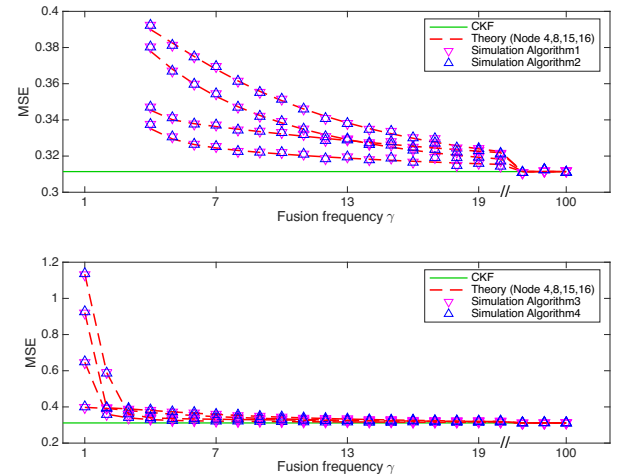 0.4
0.38
0.36
0.34
0.32
0.3
MSE
CKF
Theory (Node 4,8,15,16)
Simulation Algorithm1
Simulation Algorithm2
1
7
13
19
//
100
Fusion frequency γ
1.2
1
0.8
0.6
0.4
0.2
MSE
CKF
Theory (Node 4,8,15,16)
Simulation Algorithm3
Simulation Algorithm4
1
7
13
19
//
100
Fusion frequency γ